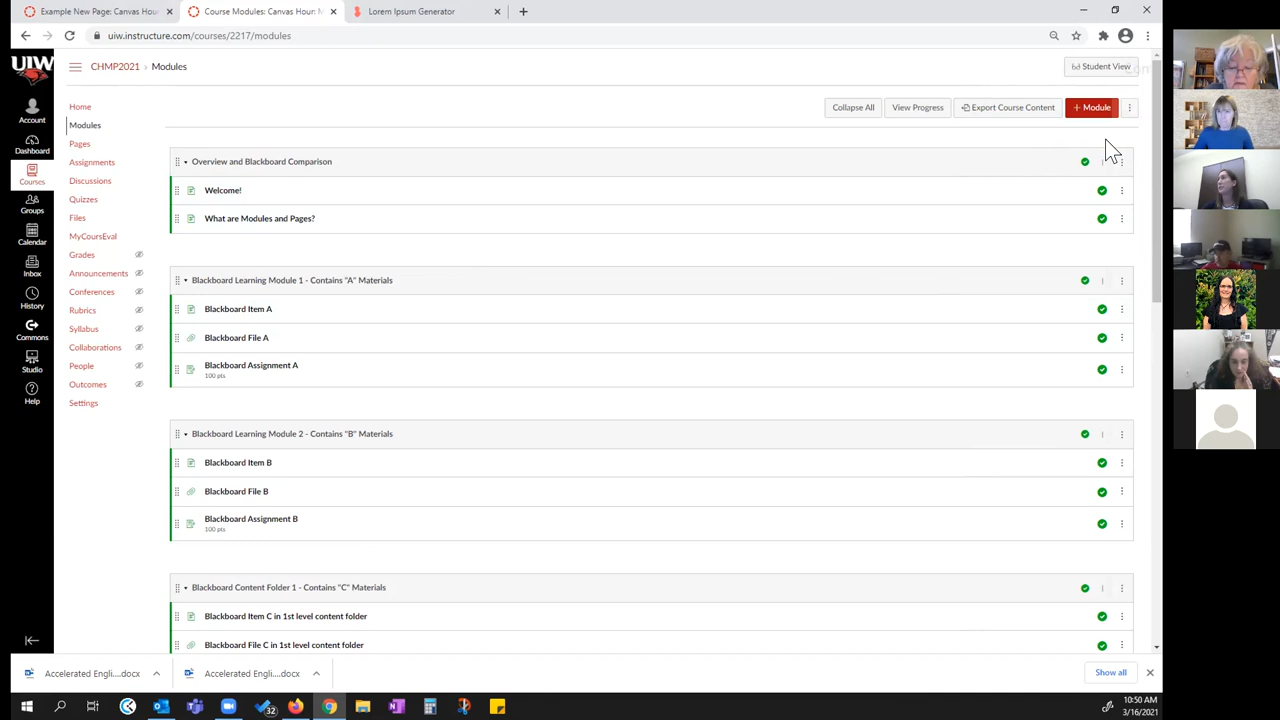 Example New Page: Canvas Hour
Course Modules: Canvas Hour: M
Lorem Ipsum Generator
uiw.instructure.com/courses/2217/modules
UIW
CHMP2021 › Modules
Student View
Collapse All
View Progress
Export Course Content
+ Module
Account
Dashboard
Courses
Groups
Calendar
Inbox
History
Commons
Studio
Help
Home
Modules
Pages
Assignments
Discussions
Quizzes
Files
MyCoursEval
Grades
Announcements
Conferences
Rubrics
Syllabus
Collaborations
People
Outcomes
Settings
Overview and Blackboard Comparison
Welcome!
What are Modules and Pages?
Blackboard Learning Module 1 - Contains "A" Materials
Blackboard Item A
Blackboard File A
Blackboard Assignment A
100 pts
Blackboard Learning Module 2 - Contains "B" Materials
Blackboard Item B
Blackboard File B
Blackboard Assignment B
100 pts
Blackboard Content Folder 1 - Contains "C" Materials
Blackboard Item C in 1st level content folder
Blackboard File C in 1st level content folder
Accelerated Engli....docx
Accelerated Engli....docx
Show all
32
10:50 AM
3/16/2021